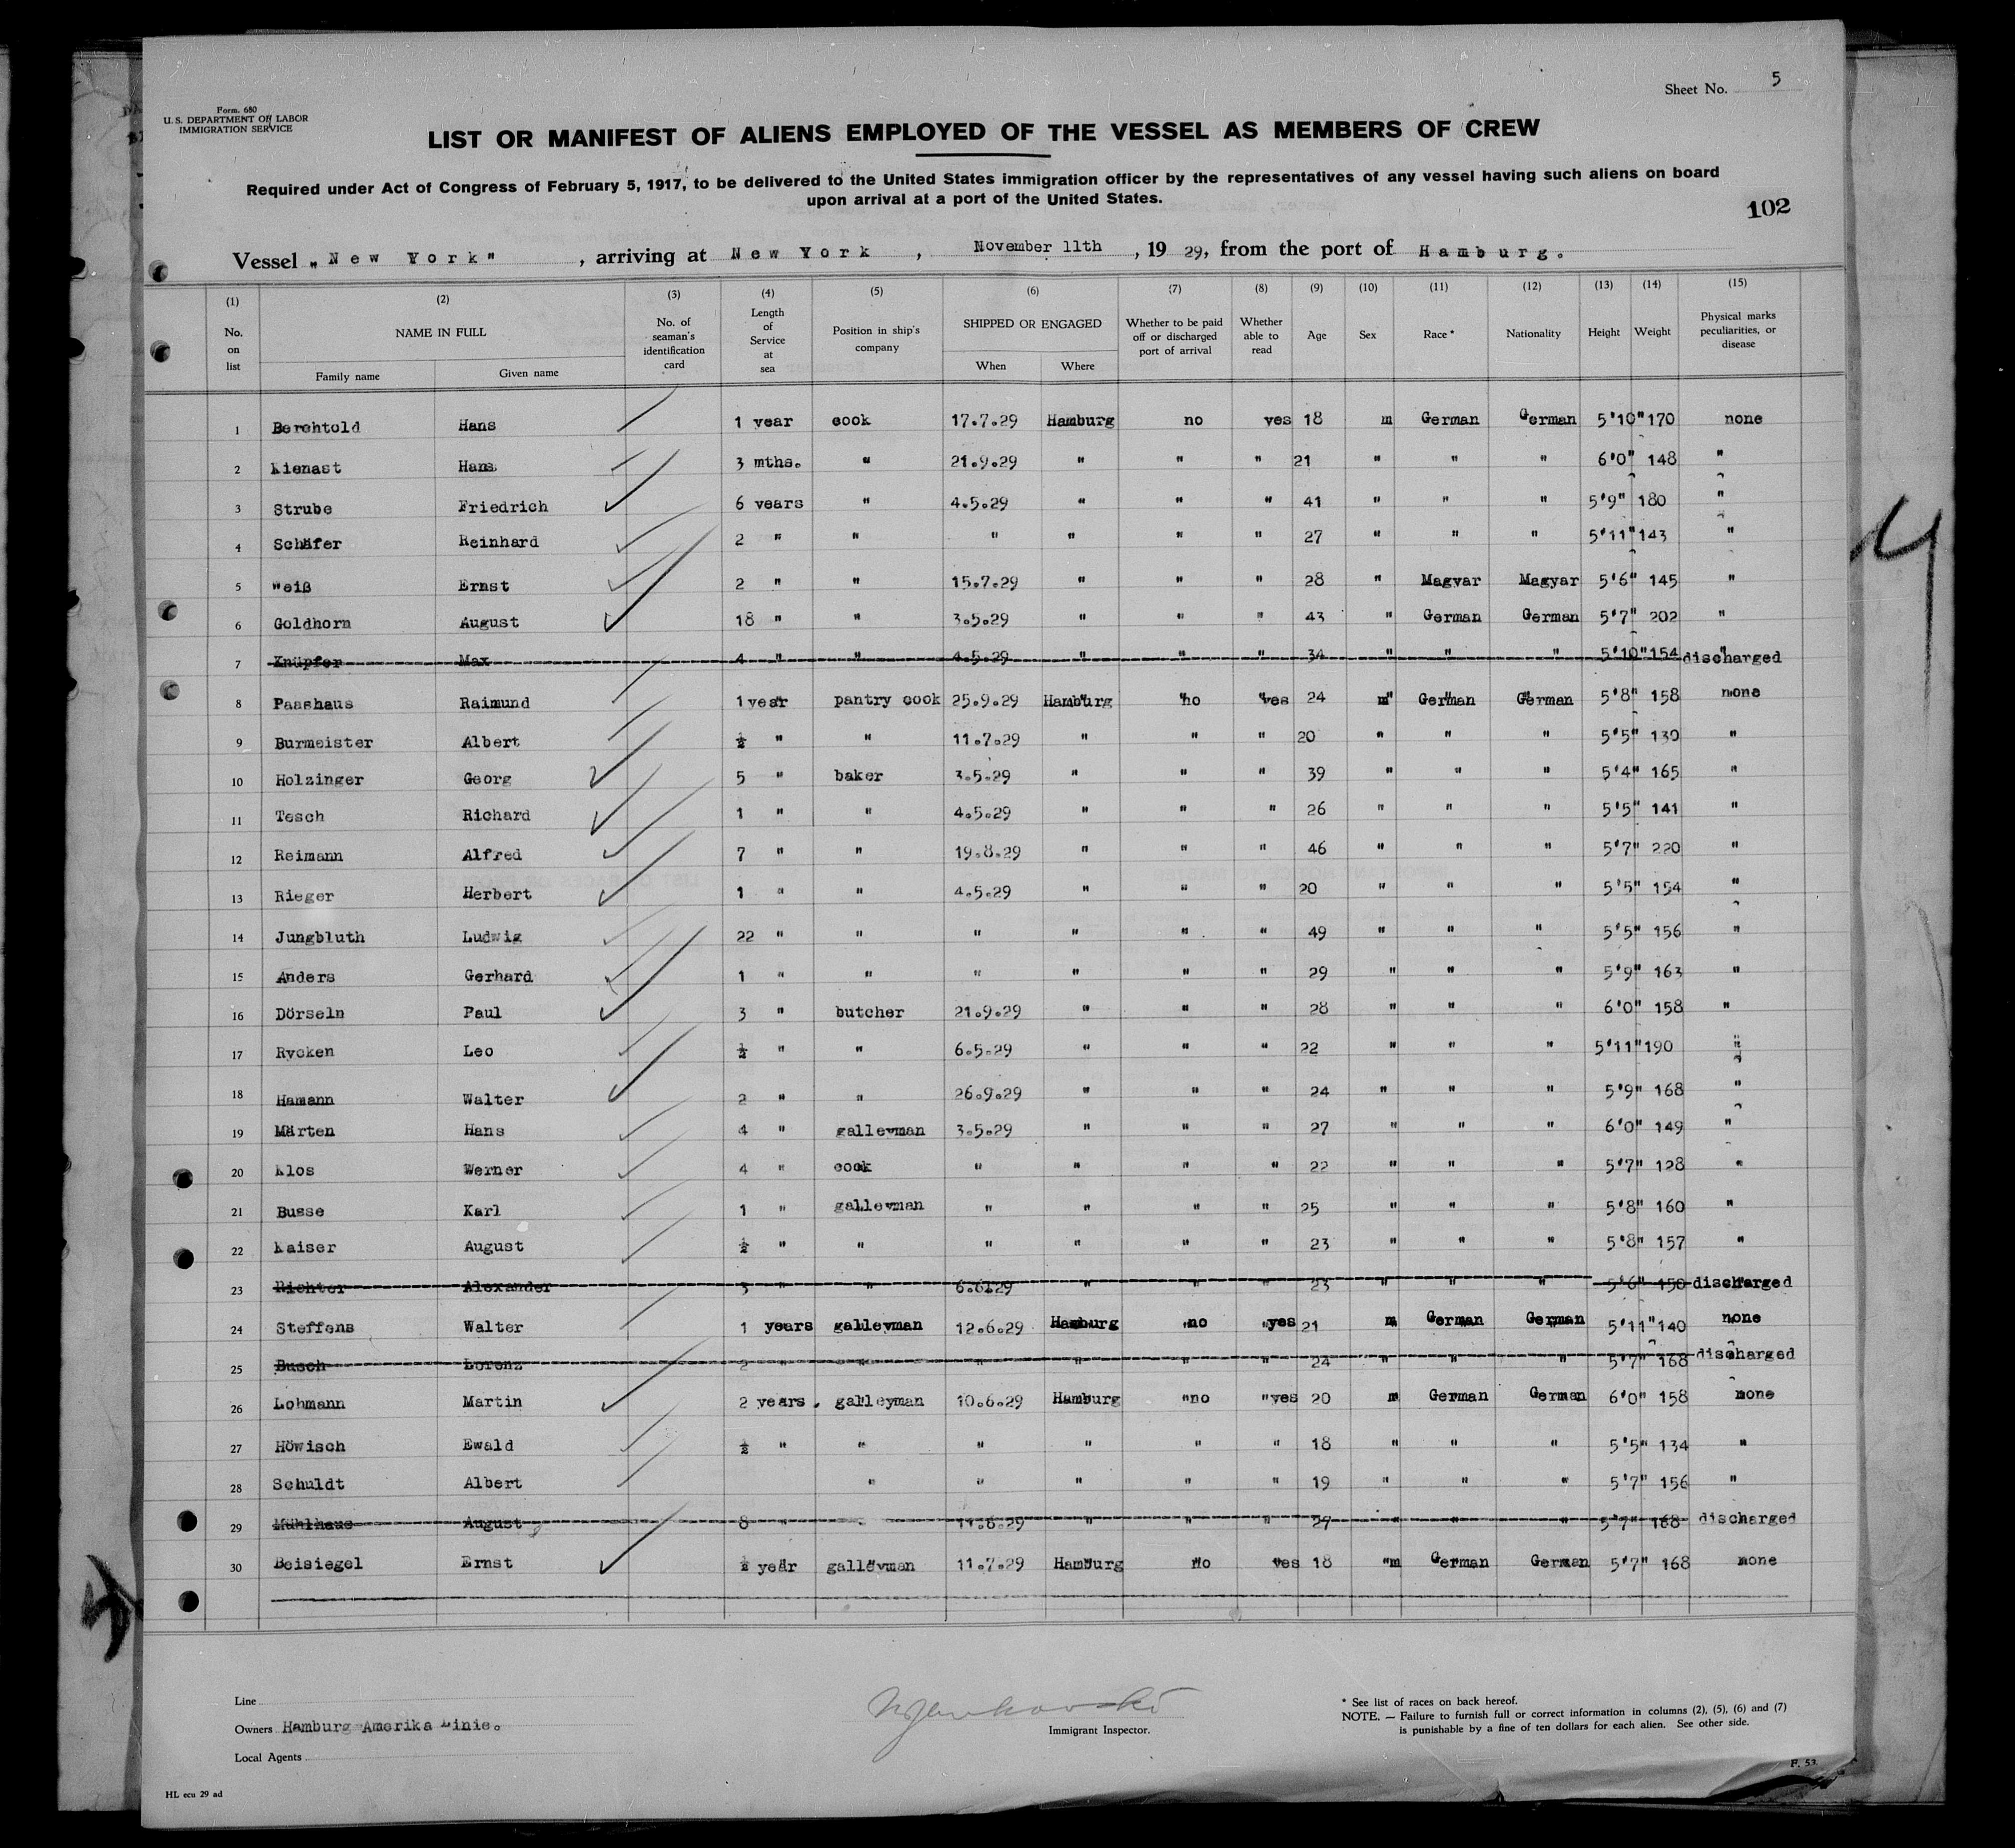 Sheet No. 5
Form. 680
U. S. DEPARTMENT OF LABOR
IMMIGRATION SERVICE
LIST OR MANIFEST OF ALIENS EMPLOYED OF THE VESSEL AS MEMBERS OF CREW
Required under Act of Congress of February 5, 1917, to be delivered to the United States immigration officer by the representatives of any vessel having such aliens on board
upon arrival at a port of the United States.
102
Vessel „New York" , arriving at New York , November 11th , 19 29, from the port of Hamburg.
(1) (2) (3) (4) (5) (6) (7) (8) (9) (10) (11) (12) (13) (14) (15)
No. on list NAME IN FULL Family name Given name No. of seaman's identification card Length of Service at sea Position in ship's company SHIPPED OR ENGAGED When Where Whether to be paid off or discharged port of arrival Whether able to read Age Sex Race * Nationality Height Weight Physical marks peculiarities, or disease
1 Berchtold Hans 1 year cook 17.7.29 Hamburg no yes 18 m German German 5'10" 170 none
2 Kienast Hans 3 mths. " 21.9.29 " " " 21 " " " 6'0" 148 "
3 Strube Friedrich 6 years " 4.5.29 " " " 41 " " " 5'9" 180 "
4 Schäfer Reinhard 2 " " " " " " 27 " " " 5'11" 143 "
5 Weiß Ernst 2 " " 15.7.29 " " " 28 " Magyar Magyar 5'6" 145 "
6 Goldhorn August 18 " " 3.5.29 " " " 43 " German German 5'7" 202 "
7 Knüpfer Max 4 " " 4.5.29 " " " 34 " " " 5'10" 154 " discharged
8 Paashaus Raimund 1 year pantry cook 25.9.29 Hamburg no yes 24 m German German 5'8" 158 none
9 Burmeister Albert ½ " " 11.7.29 " " " 20 " " " 5'5" 130 "
10 Holzinger Georg 5 " baker 3.5.29 " " " 39 " " " 5'4" 165 "
11 Tesch Richard 1 " " 4.5.29 " " " 26 " " " 5'5" 141 "
12 Reimann Alfred 7 " " 19.8.29 " " " 46 " " " 5'7" 220 "
13 Rieger Herbert 1 " " 4.5.29 " " " 20 " " " 5'5" 154 "
14 Jungbluth Ludwig 22 " " " " " " 49 " " " 5'5" 156 "
15 Anders Gerhard 1 " " " " " " 29 " " " 5'9" 163 "
16 Dörseln Paul 3 " butcher 21.9.29 " " " 28 " " " 6'0" 158 "
17 Rycken Leo ½ " " 6.5.29 " " " 22 " " " 5'11" 190 "
18 Hamann Walter 2 " " 26.9.29 " " " 24 " " " 5'9" 168 "
19 Märten Hans 4 " galleyman 3.5.29 " " " 27 " " " 6'0" 149 "
20 Klos Werner 4 " cook " " " " 22 " " " 5'7" 128 "
21 Busse Karl 1 " galleyman " " " " 25 " " " 5'8" 160 "
22 Kaiser August ½ " " " " " " 23 " " " 5'8" 157 "
23 Richter Alexander 3 " " 6.6.29 " " " 23 " " " 5'6" 150 discharged
24 Steffens Walter 1 years galleyman 12.6.29 Hamburg no yes 21 m German German 5'11" 140 none
25 Busch Lorenz 2 " " " " " " 24 " " " 5'7" 168 discharged
26 Lohmann Martin 2 years. galleyman 10.6.29 Hamburg "no "yes 20 m German German 6'0" 158 none
27 Höwisch Ewald ½ " " " " " " 18 " " " 5'5" 134 "
28 Schuldt Albert " " " " " 19 " " " 5'7" 156 "
29 Mühlhaus August 8 " " 11.6.29 " " " 27 " " " 5'7" 168 discharged
30 Beisiegel Ernst ½ year galleyman 11.7.29 Hamburg no yes 18 "m German German 5'7" 168 none
Line
Owners Hamburg-Amerika Linie.
Local Agents
Immigrant Inspector.
* See list of races on back hereof.
NOTE. — Failure to furnish full or correct information in columns (2), (5), (6) and (7)
is punishable by a fine of ten dollars for each alien. See other side.
F. 53
HL ecu 29 ad